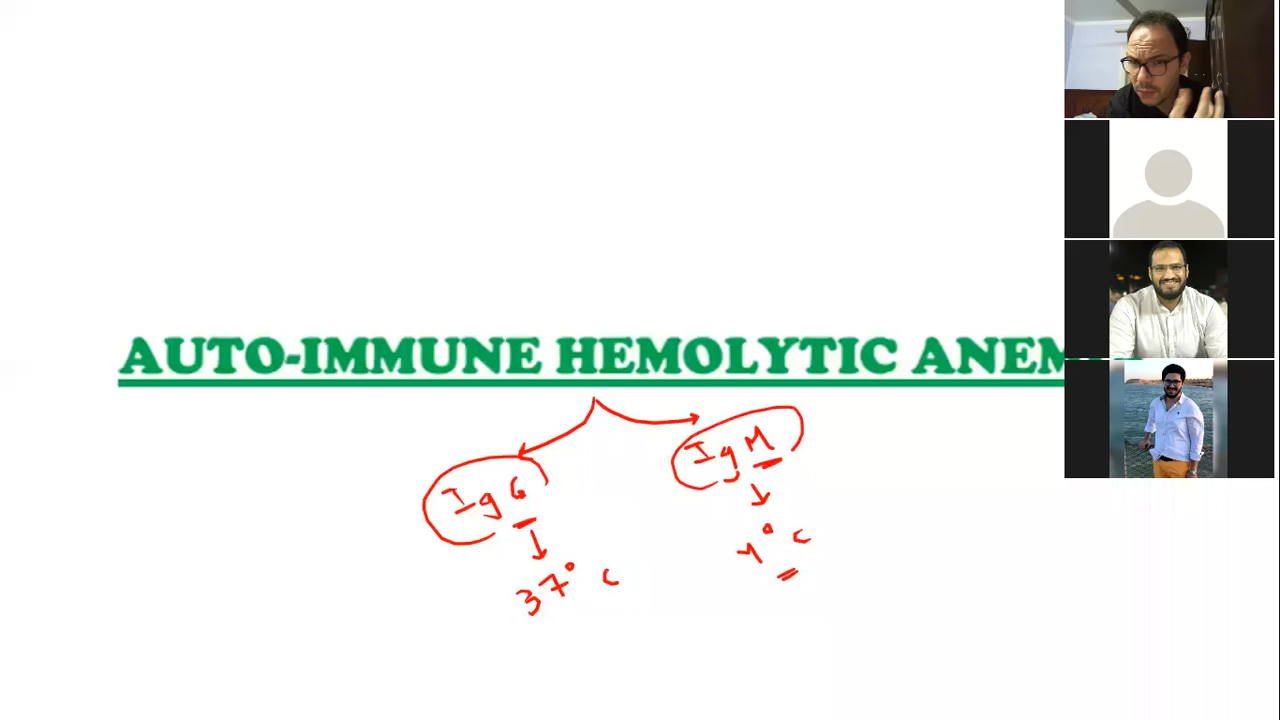 AUTO-IMMUNE HEMOLYTIC ANEM
IgG
IgM
37° C
4° C